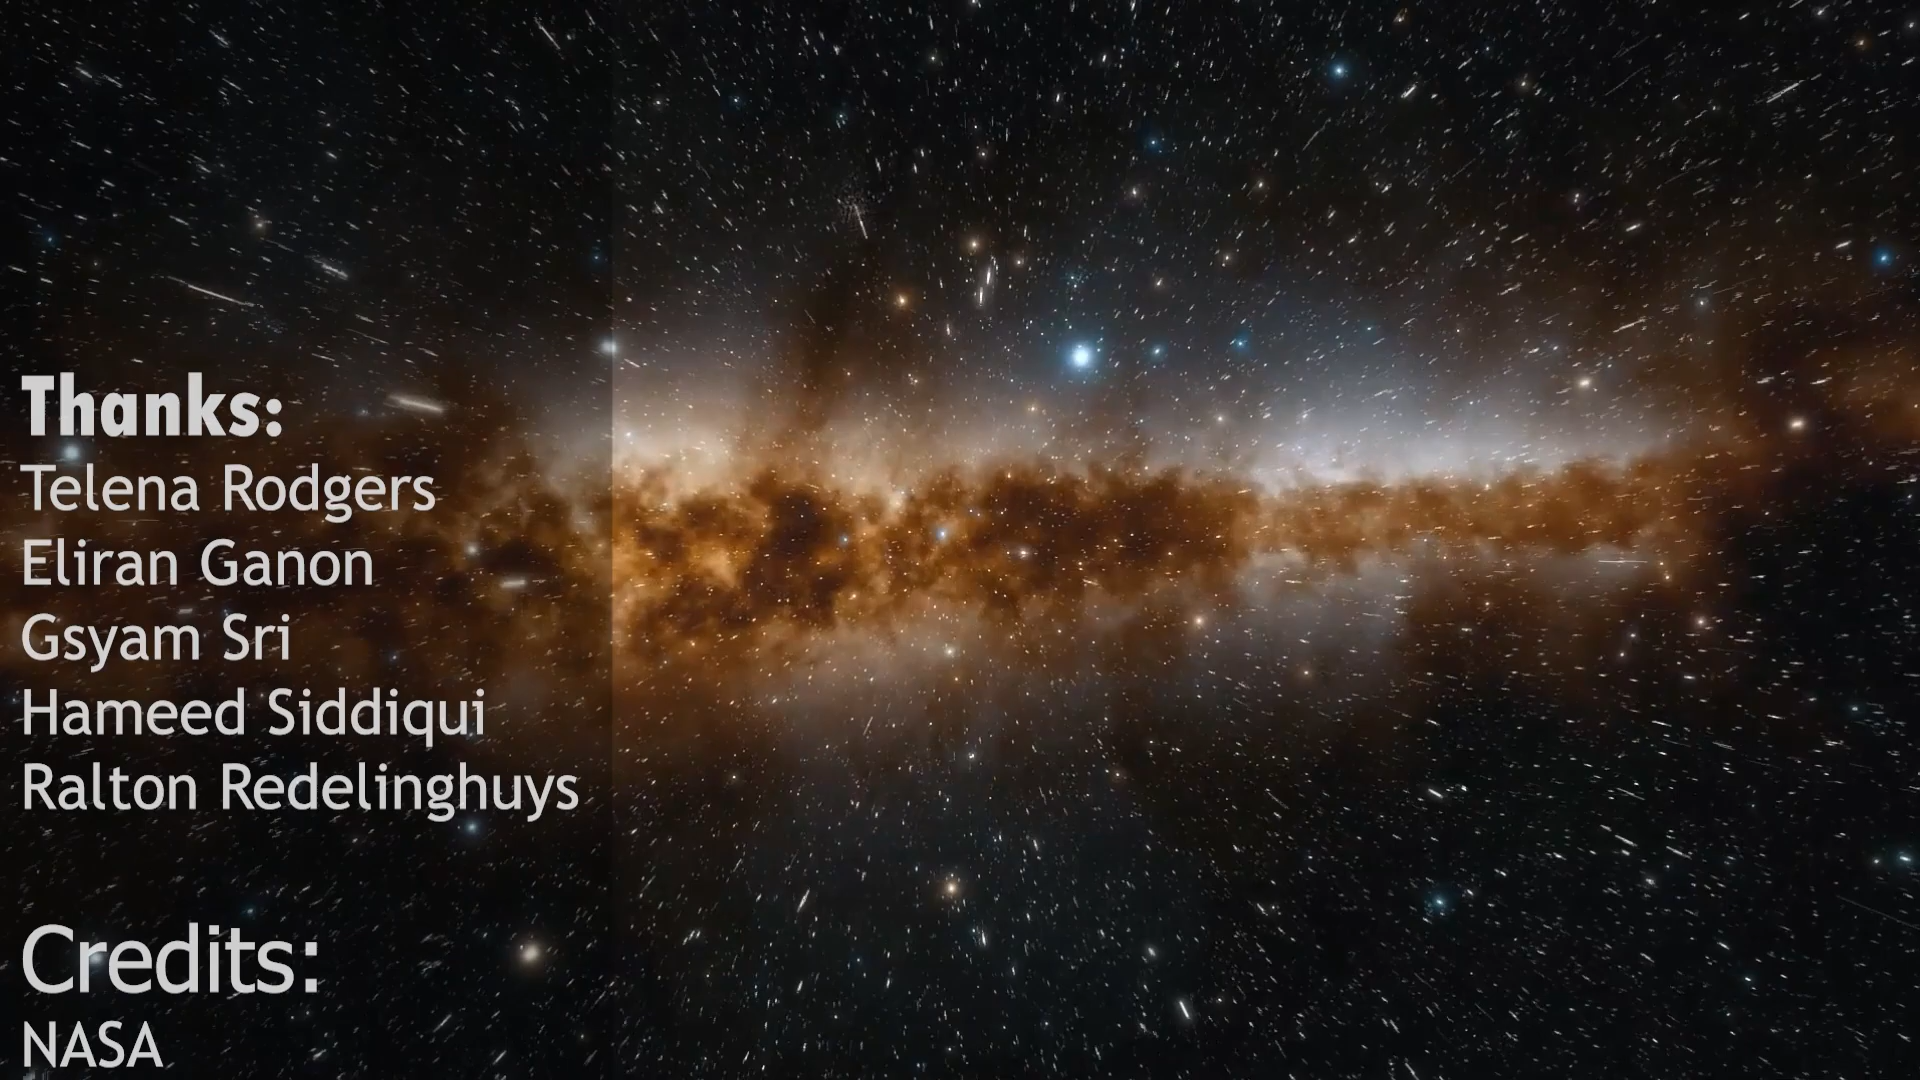 Thanks:
Telena Rodgers
Eliran Ganon
Gsyam Sri
Hameed Siddiqui
Ralton Redelinghuys
Credits:
NASA